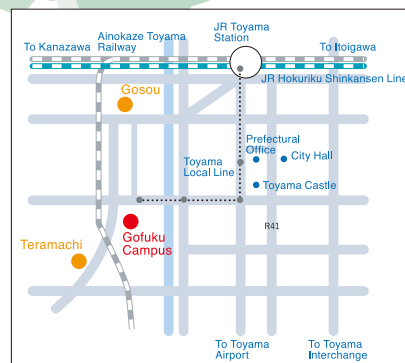 JR Toyama
Station
Ainokaze Toyama
Railway
To Kanazawa
To Itoigawa
JR Hokuriku Shinkansen Line
Gosou
Prefectural
Office
City Hall
Toyama
Local Line
Toyama Castle
Gofuku
Campus
R41
Teramachi
To Toyama
Airport
To Toyama
Interchange